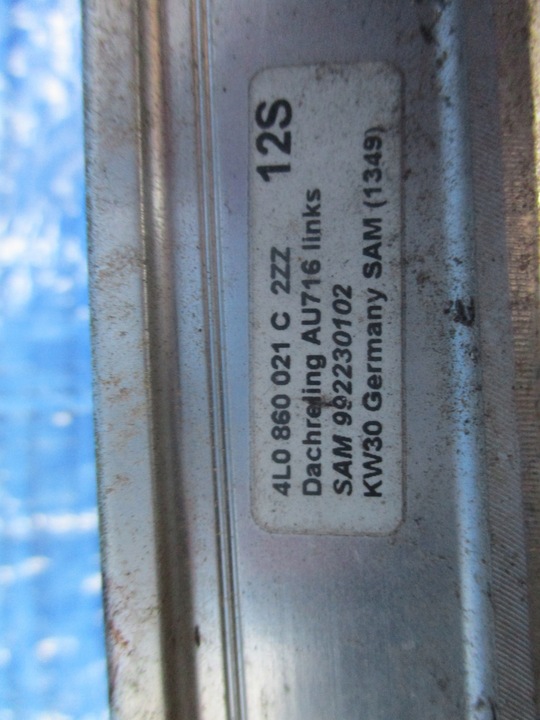 12S
4L0 860 021 C 2ZZ
Dachreling AU716 links
SAM 992230102
KW30 Germany SAM (1349)